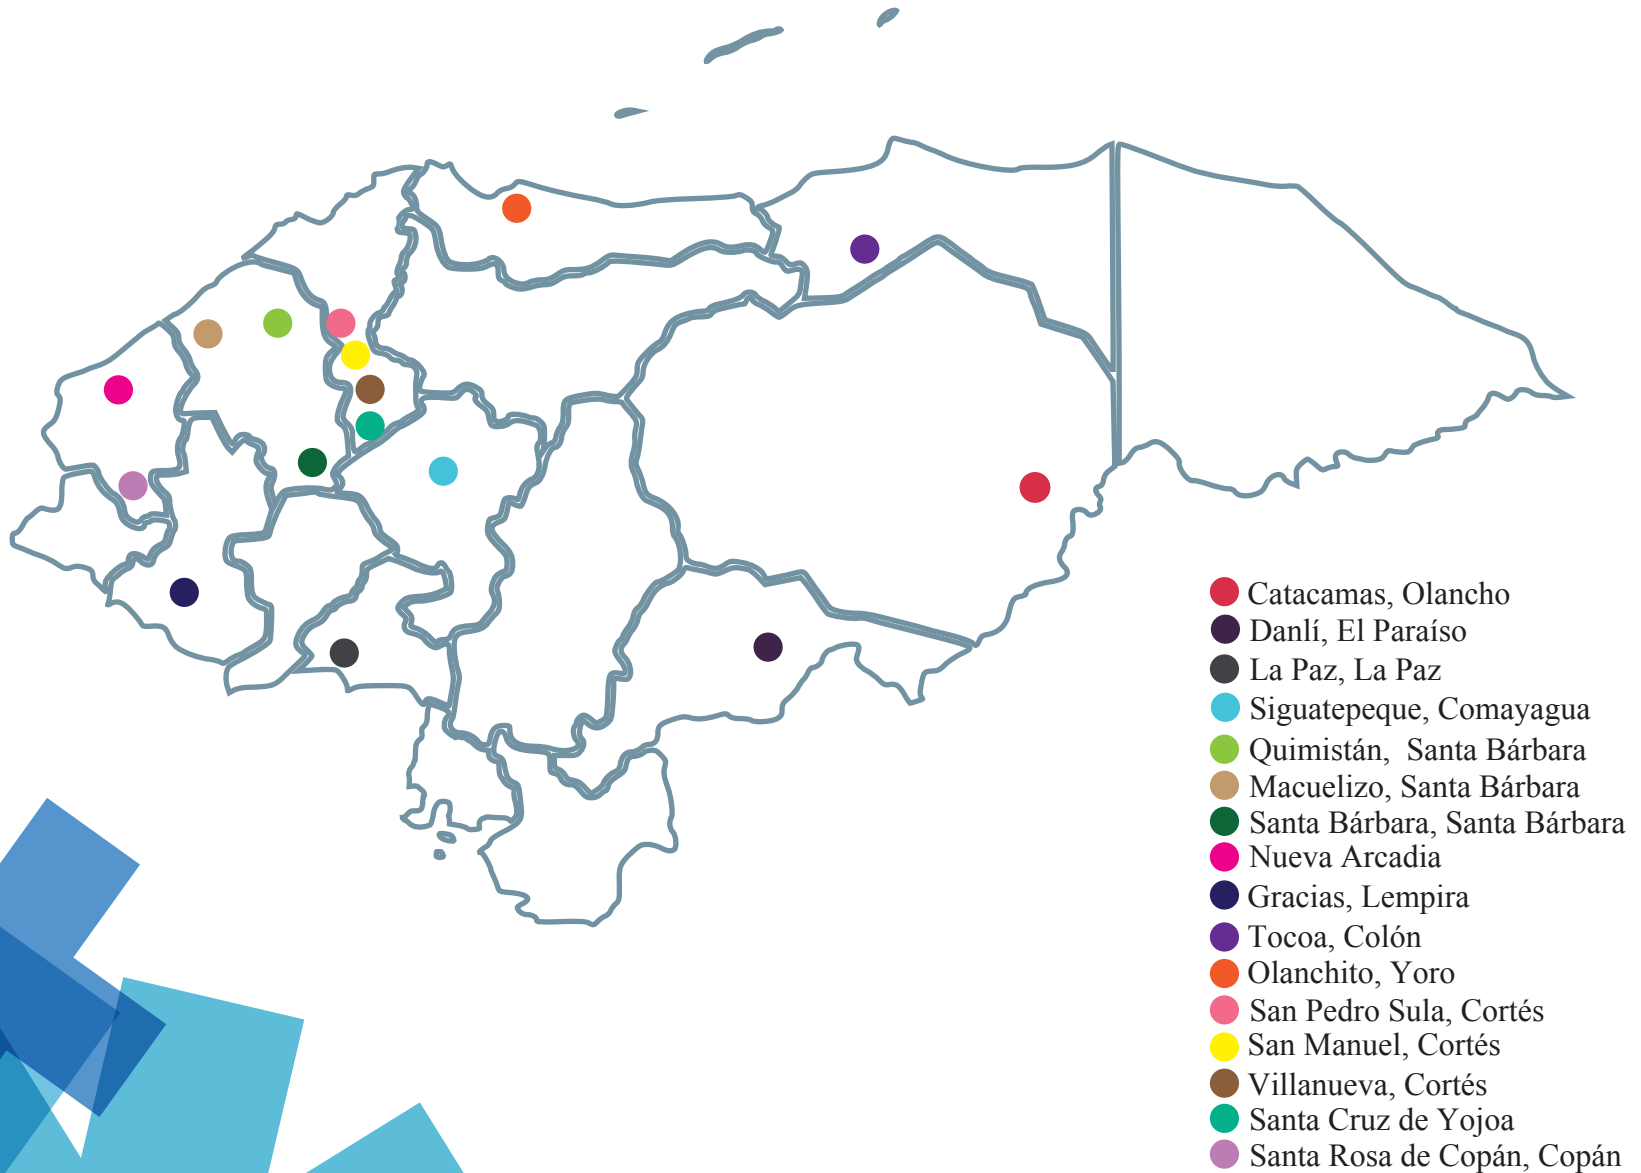 Catacamas, Olancho
Danlí, El Paraíso
La Paz, La Paz
Siguatepeque, Comayagua
Quimistán, Santa Bárbara
Macuelizo, Santa Bárbara
Santa Bárbara, Santa Bárbara
Nueva Arcadia
Gracias, Lempira
Tocoa, Colón
Olanchito, Yoro
San Pedro Sula, Cortés
San Manuel, Cortés
Villanueva, Cortés
Santa Cruz de Yojoa
Santa Rosa de Copán, Copán